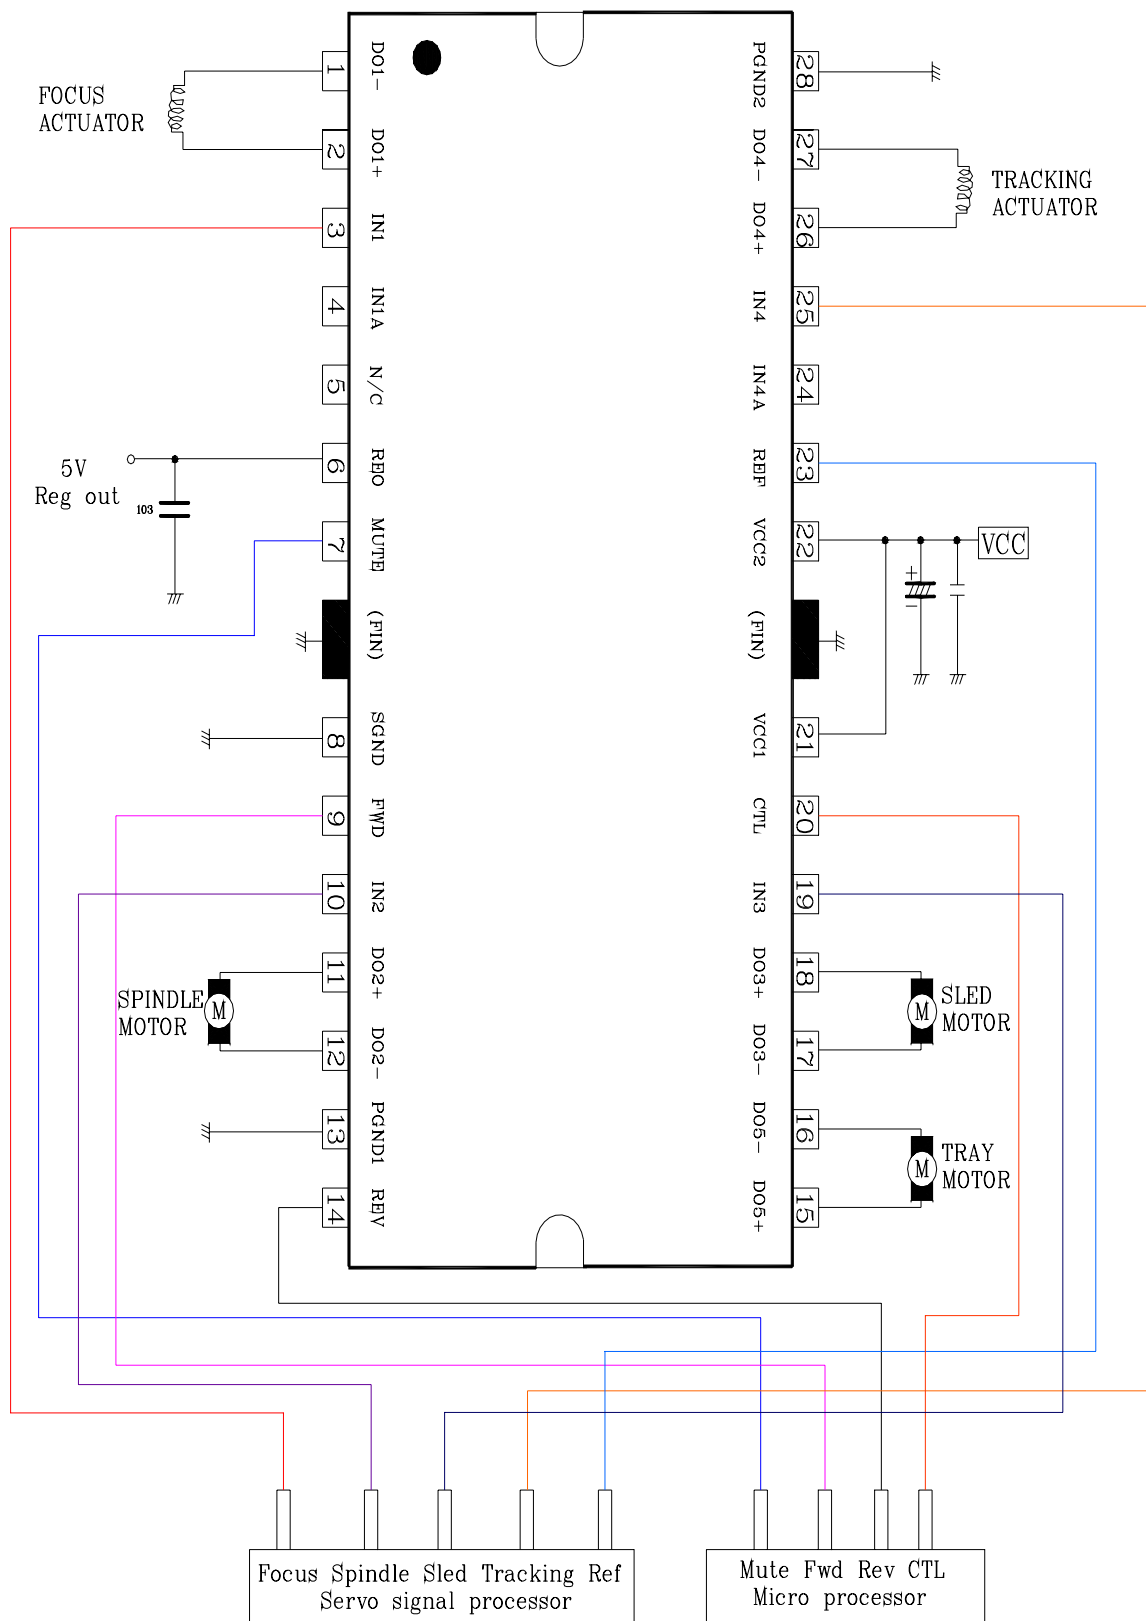 FOCUS
ACTUATOR
1
DO1-
2
DO1+
3
IN1
4
IN1A
5
N/C
5V
Reg out
103
6
REO
7
MUTE
(FIN)
8
SGND
9
FWD
10
IN2
11
DO2+
SPINDLE
MOTOR
M
12
DO2-
13
PGND1
14
REV
28
PGND2
27
DO4-
TRACKING
ACTUATOR
26
DO4+
25
IN4
24
IN4A
23
REF
22
VCC2
VCC
+
-
(FIN)
21
VCC1
20
CTL
19
IN3
18
DO3+
SLED
MOTOR
M
17
DO3-
16
DO5-
TRAY
MOTOR
M
15
DO5+
Focus Spindle Sled Tracking Ref
Servo signal processor
Mute Fwd Rev CTL
Micro processor